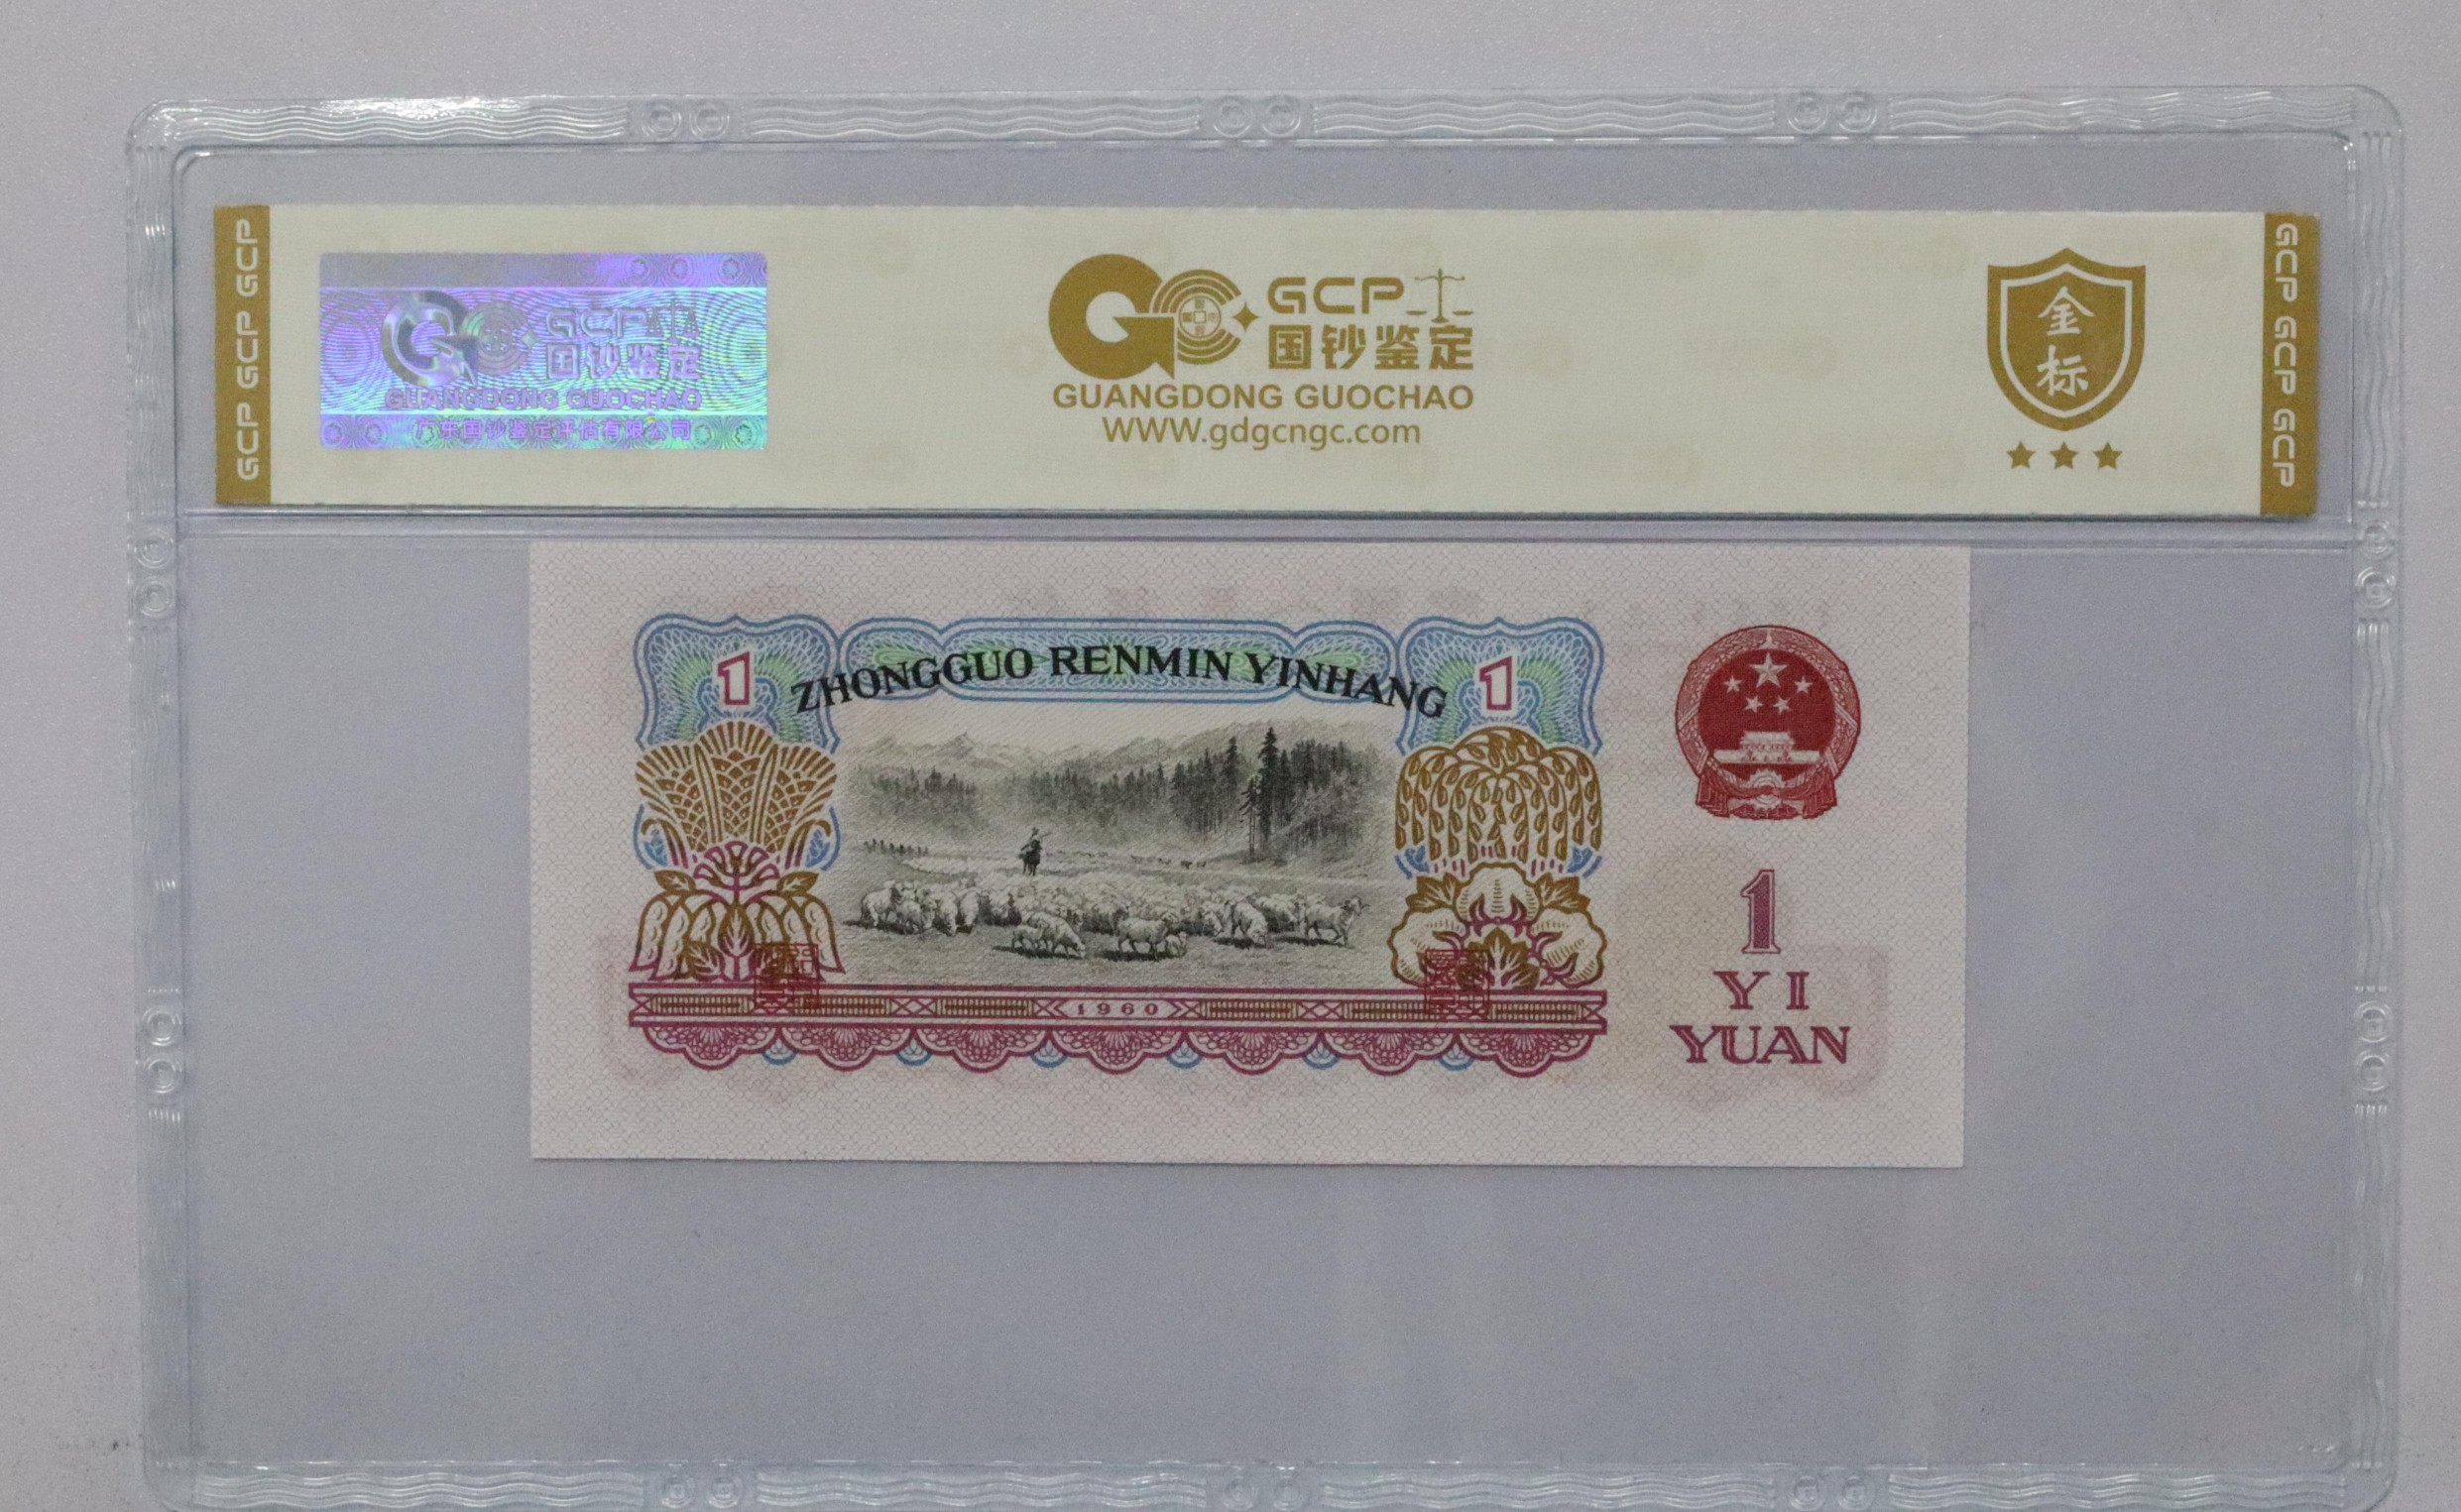 GCP GCP GCP
GCP
国钞鉴定
GUANGDONG GUOCHAO
广东国钞鉴定评估有限公司
GCP
国钞鉴定
GUANGDONG GUOCHAO
WWW.gdgcngc.com
金
标
GCP GCP GCP
1 ZHONGGUO RENMIN YINHANG 1
1960
1
YI
YUAN